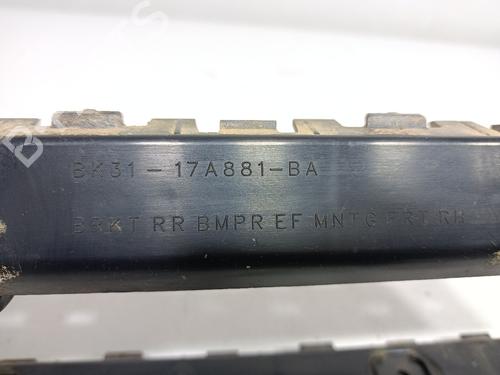 BK31-17A881-BA
BRKT RR BMPR EF MNTG FRT RH